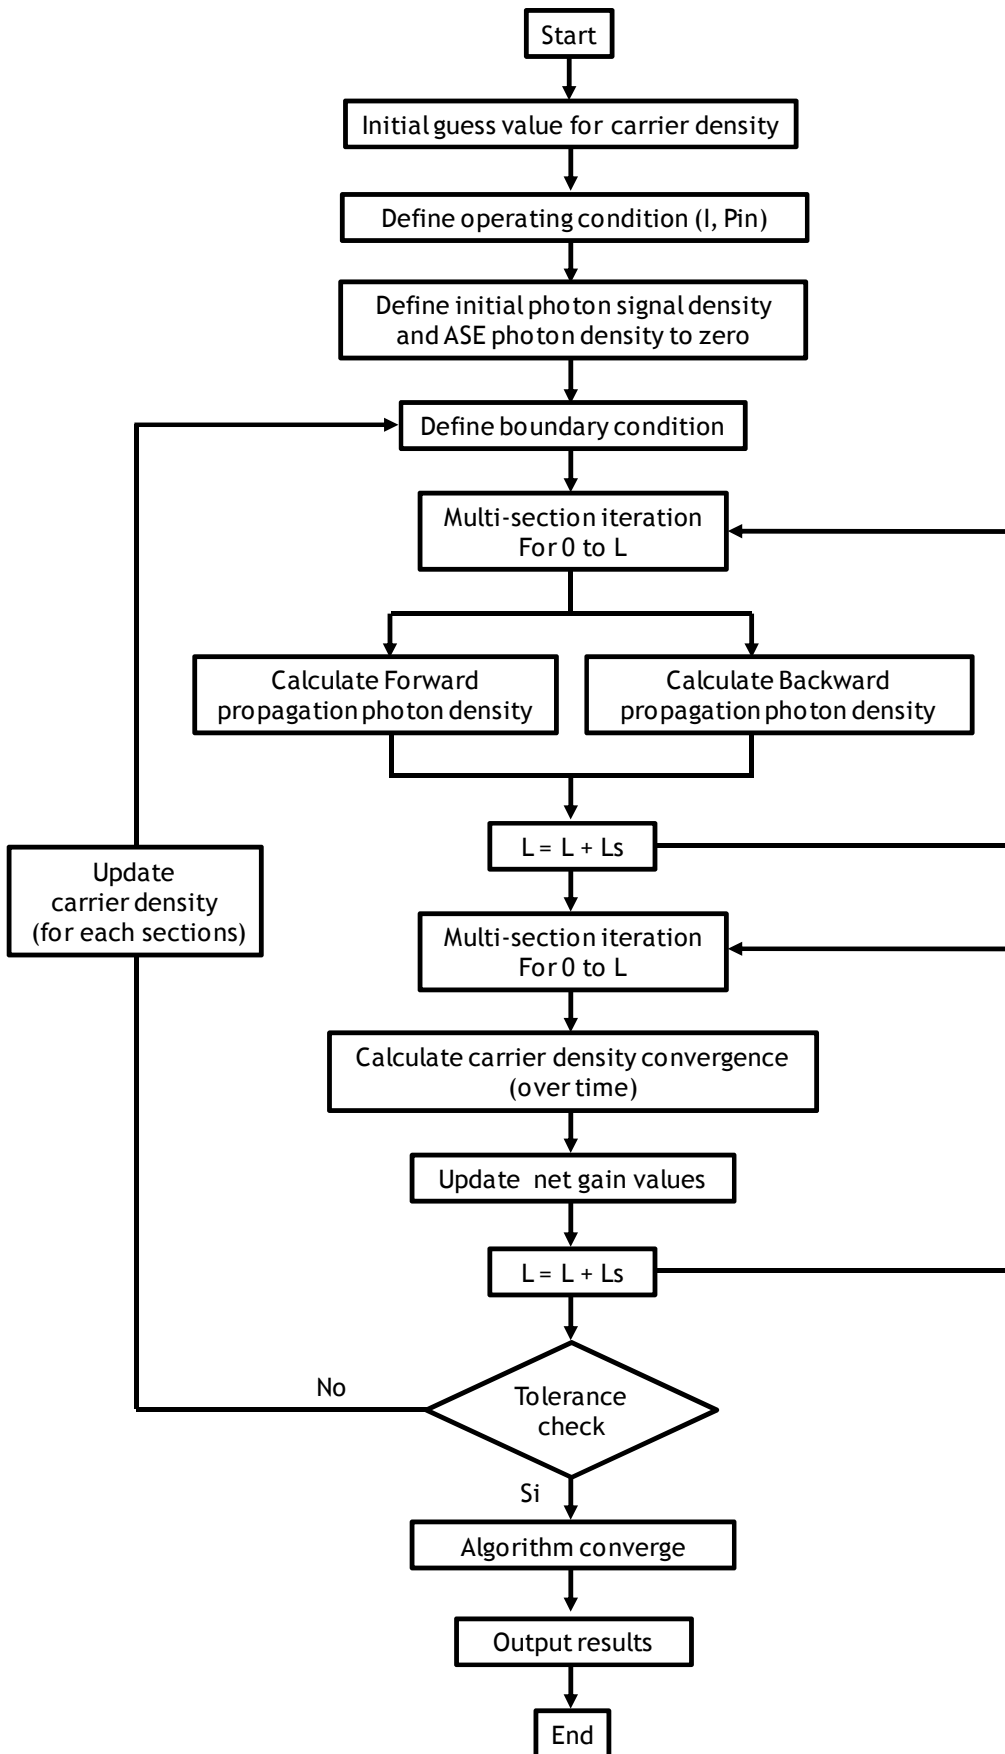 Start
Initial guess value for carrier density
Define operating condition (I, Pin)
Define initial photon signal density
and ASE photon density to zero
Define boundary condition
Multi-section iteration
For 0 to L
Calculate Forward
propagation photon density
Calculate Backward
propagation photon density
L = L + Ls
Update
carrier density
(for each sections)
Multi-section iteration
For 0 to L
Calculate carrier density convergence
(over time)
Update net gain values
L = L + Ls
No
Tolerance
check
Si
Algorithm converge
Output results
End